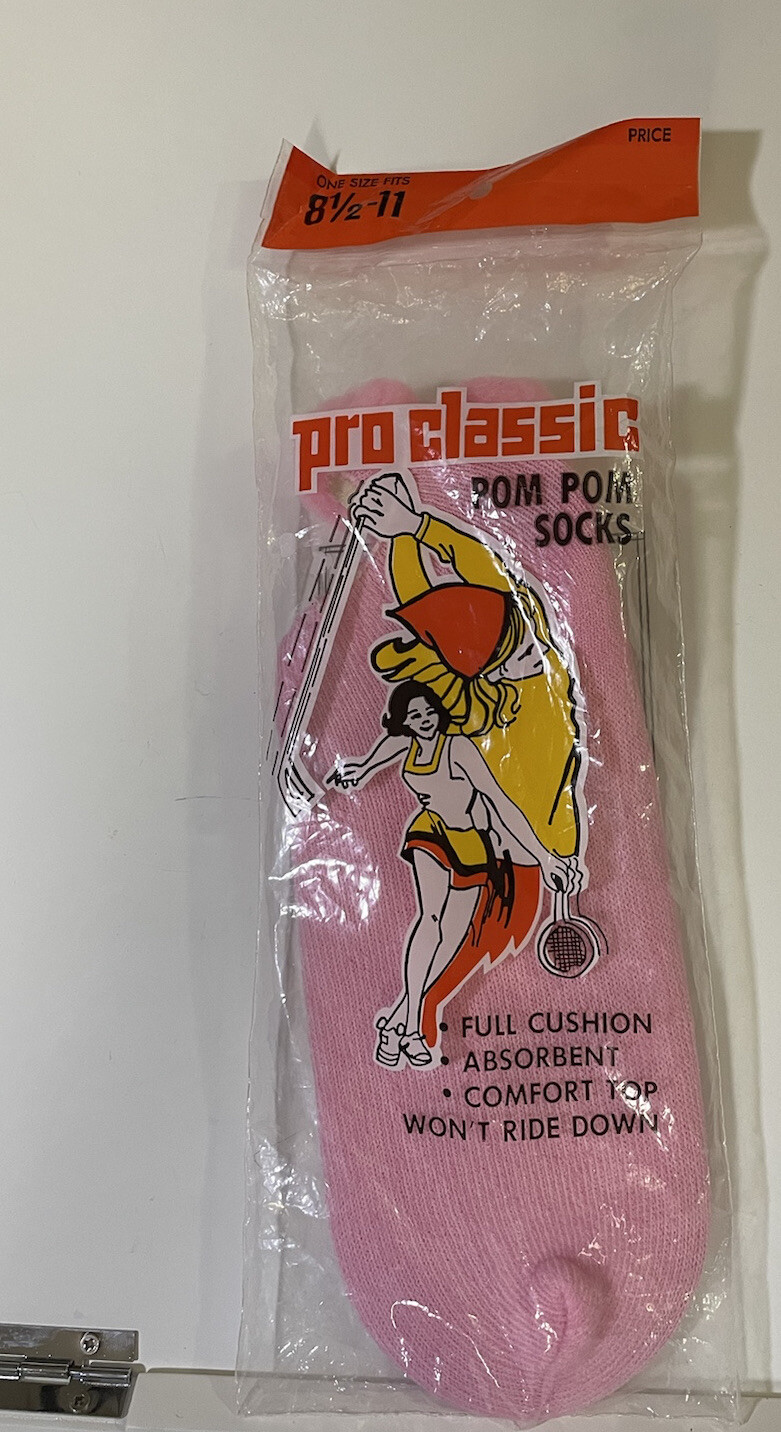 PRICE
ONE SIZE FITS
8½-11
pro classic
POM POM
SOCKS
• FULL CUSHION
• ABSORBENT
• COMFORT TOP
WON'T RIDE DOWN